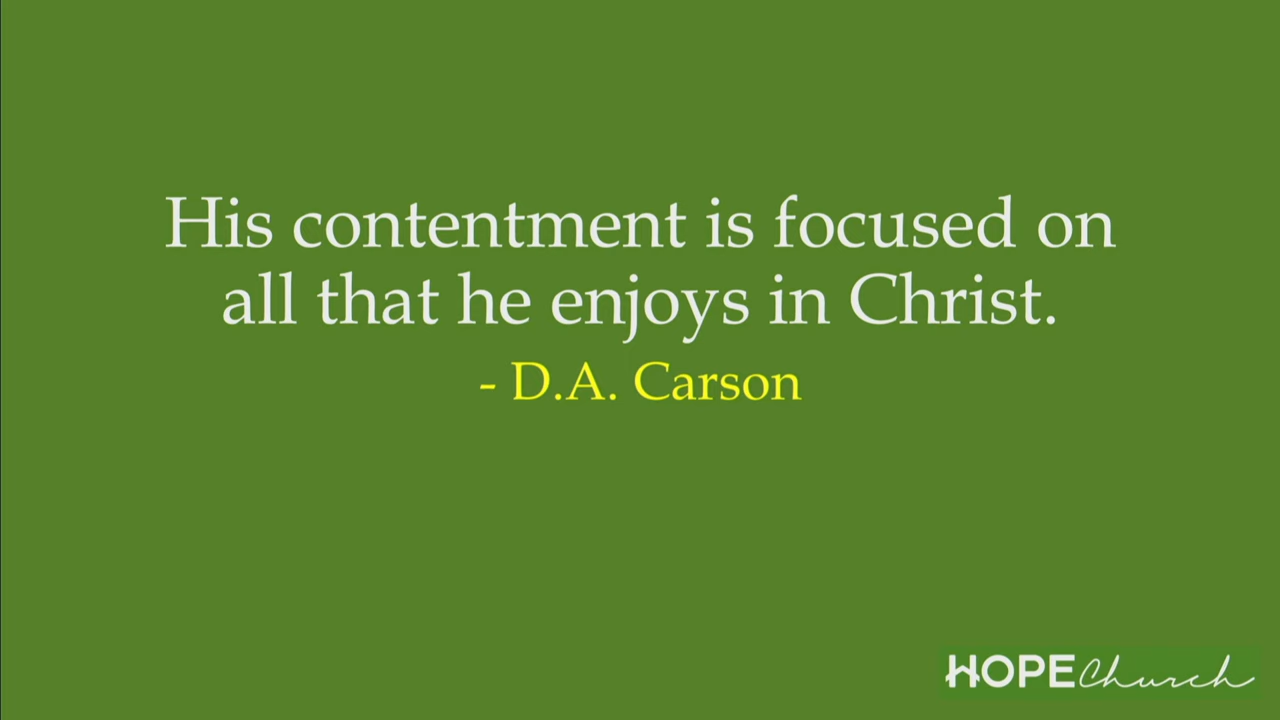 His contentment is focused on
all that he enjoys in Christ.
- D.A. Carson
HOPE Church